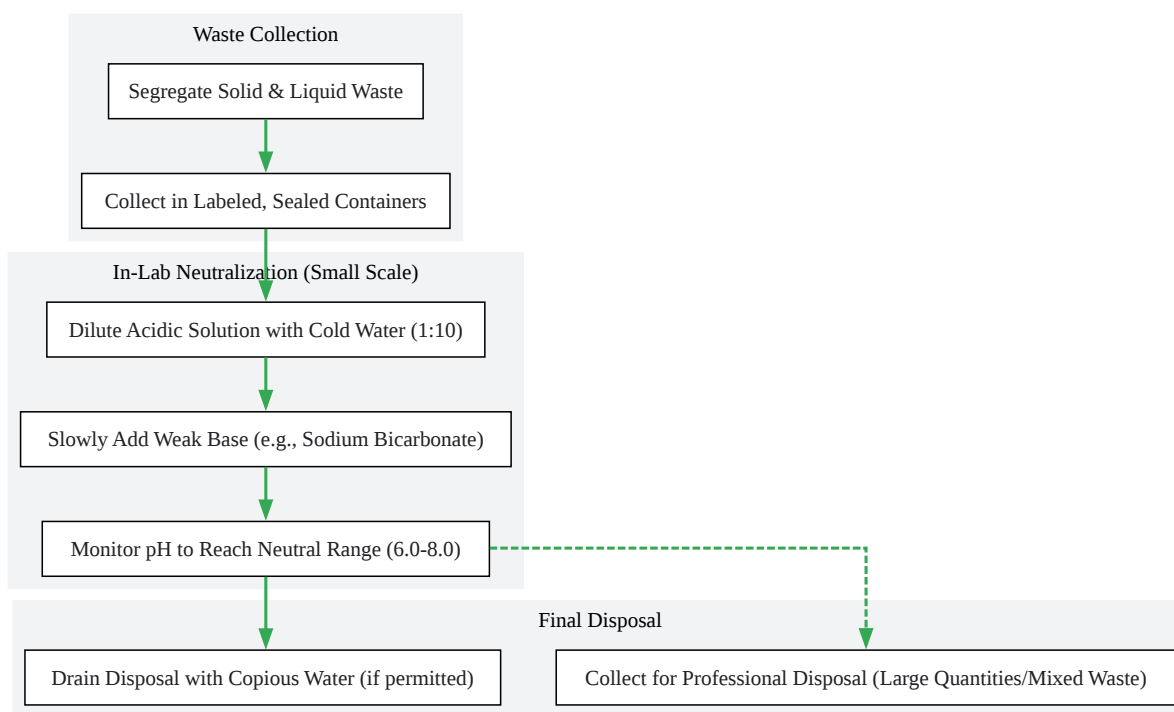 Waste Collection
Segregate Solid & Liquid Waste
Collect in Labeled, Sealed Containers
In-Lab Neutralization (Small Scale)
Dilute Acidic Solution with Cold Water (1:10)
Slowly Add Weak Base (e.g., Sodium Bicarbonate)
Monitor pH to Reach Neutral Range (6.0-8.0)
Final Disposal
Drain Disposal with Copious Water (if permitted)
Collect for Professional Disposal (Large Quantities/Mixed Waste)